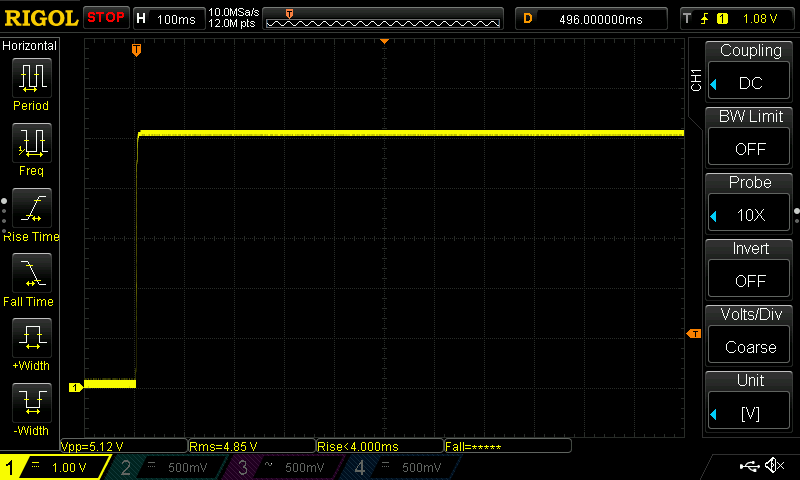 RIGOL STOP H 100ms 10.0MSa/s D 496.000000ms T 1 1.08 V
12.0M pts
T
Horizontal
Period
Freq
Rise Time
Fall Time
+Width
-Width
T
1
T
CH1
Coupling
DC
BW Limit
OFF
Probe
10X
Invert
OFF
Volts/Div
Coarse
Unit
[V]
Vpp=5.12 V Rms=4.85 V Rise<4.000ms Fall=*****
1 1.00 V 2 500mV 3 ~ 500mV 4 500mV